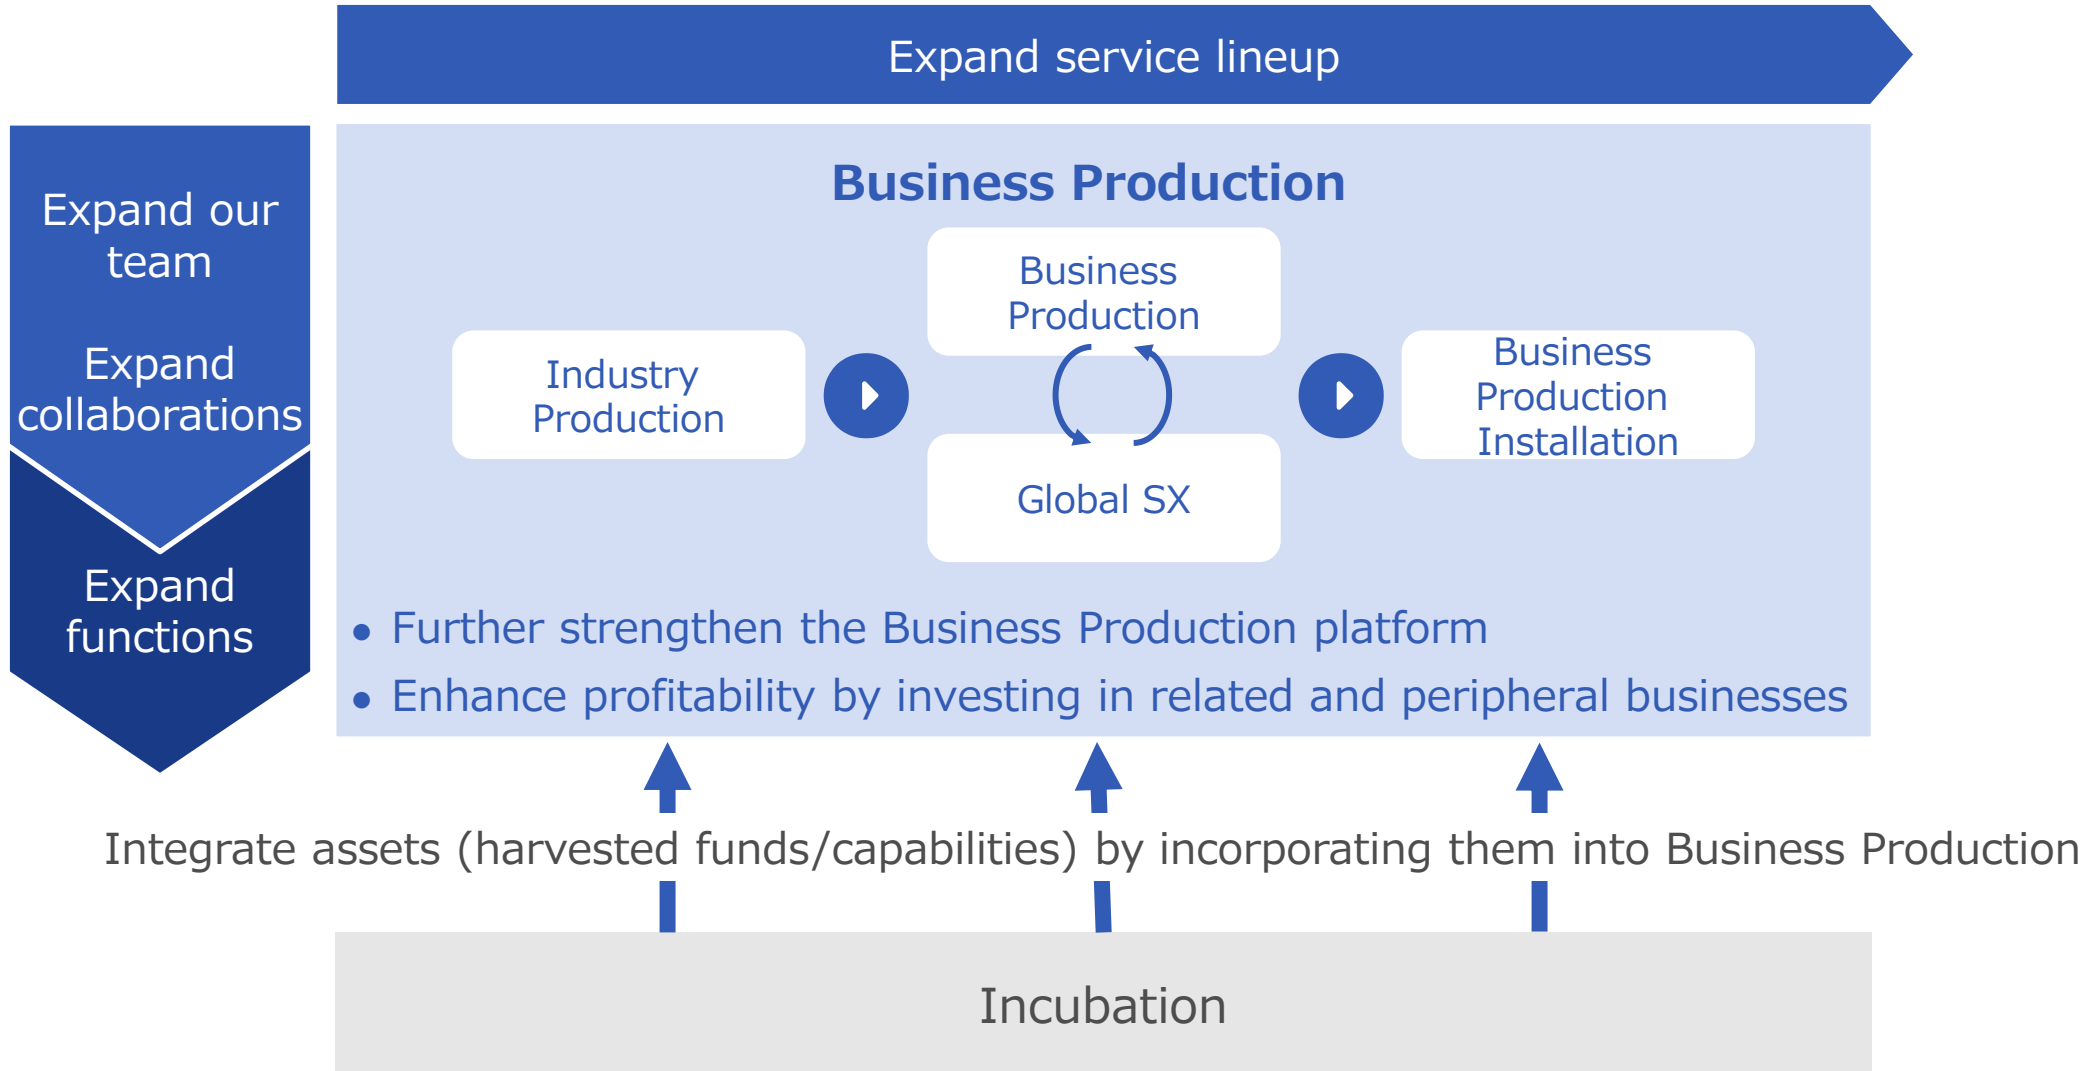 Expand service lineup
Expand our
team
Expand
collaborations
Expand
functions
Business Production
Industry
Production
Business
Production
Global SX
Business
Production
Installation
● Further strengthen the Business Production platform
● Enhance profitability by investing in related and peripheral businesses
Integrate assets (harvested funds/capabilities) by incorporating them into Business Production
Incubation